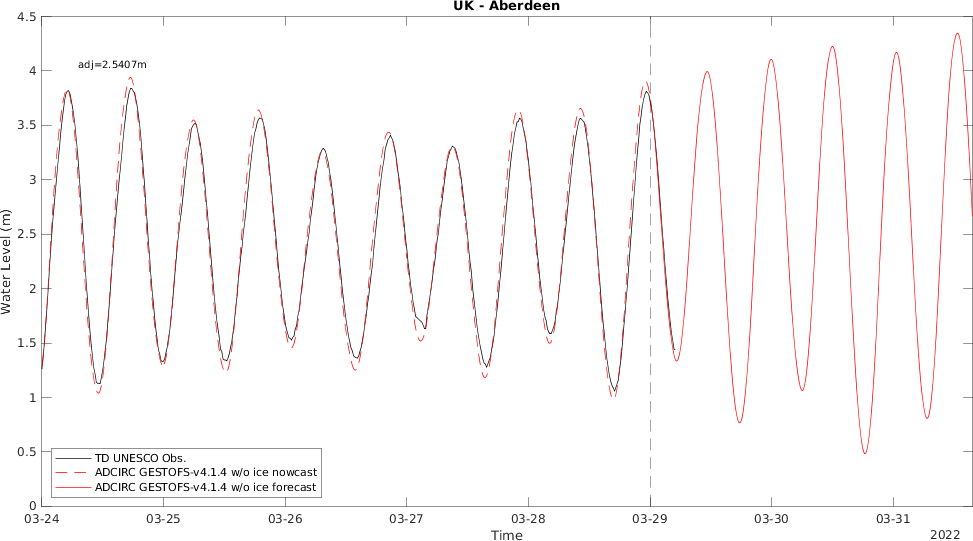 UK - Aberdeen
adj=2.5407m
Water Level (m)
4.5
4
3.5
3
2.5
2
1.5
1
0.5
0
TD UNESCO Obs.
ADCIRC GESTOFS-v4.1.4 w/o ice nowcast
ADCIRC GESTOFS-v4.1.4 w/o ice forecast
03-24
03-25
03-26
03-27
03-28
03-29
03-30
03-31
Time
2022